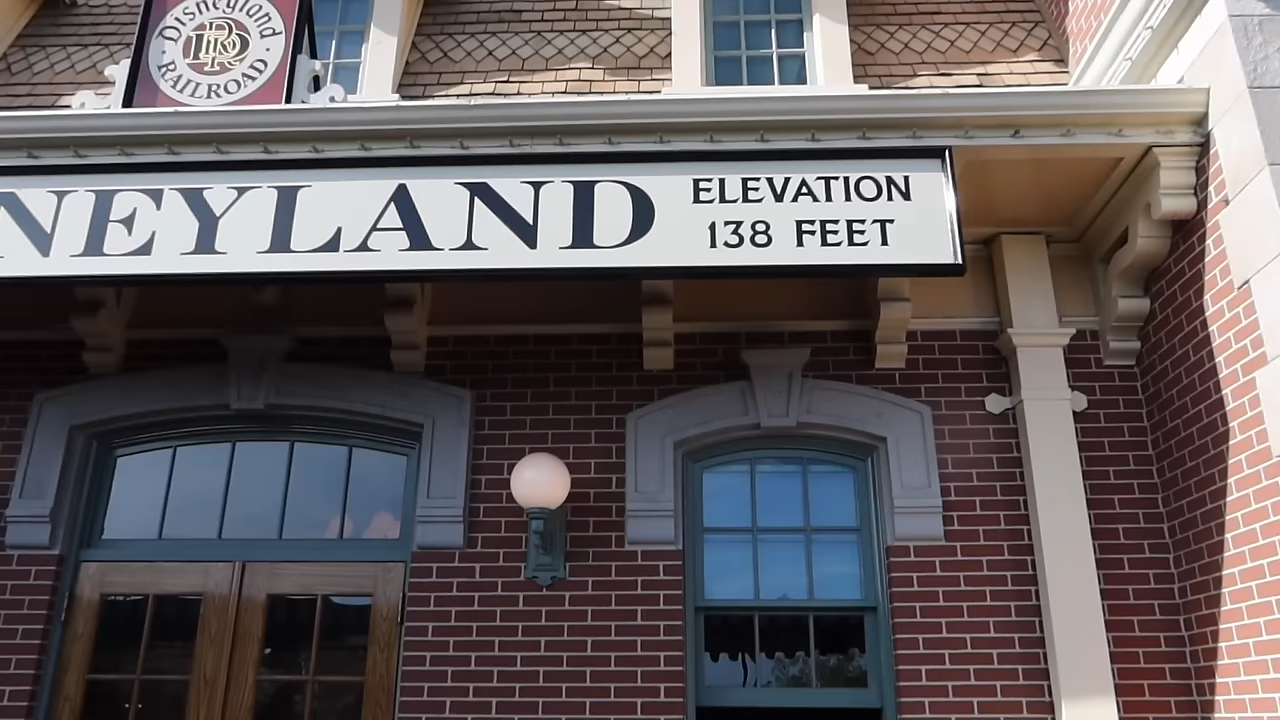 Disneyland
DRR
RAILROAD
NEYLAND
ELEVATION
138 FEET